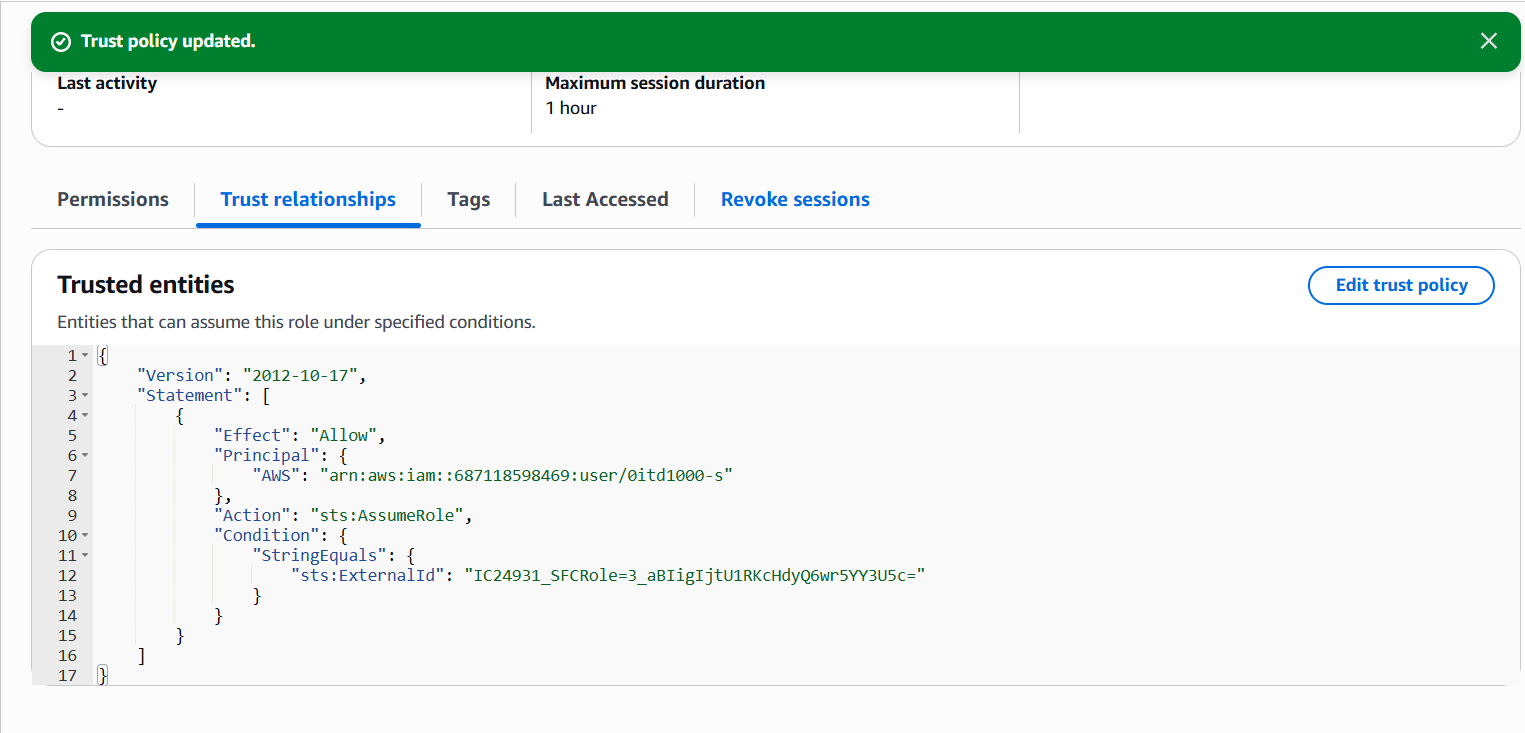 Trust policy updated.
Last activity
-
Maximum session duration
1 hour
Permissions
Trust relationships
Tags
Last Accessed
Revoke sessions
Trusted entities
Edit trust policy
Entities that can assume this role under specified conditions.
1 {
2 "Version": "2012-10-17",
3 "Statement": [
4 {
5 "Effect": "Allow",
6 "Principal": {
7 "AWS": "arn:aws:iam::687118598469:user/0itd1000-s"
8 },
9 "Action": "sts:AssumeRole",
10 "Condition": {
11 "StringEquals": {
12 "sts:ExternalId": "IC24931_SFCRole=3_aBIigIjtU1RKcHdyQ6wr5YY3U5c="
13 }
14 }
15 }
16 ]
17 }